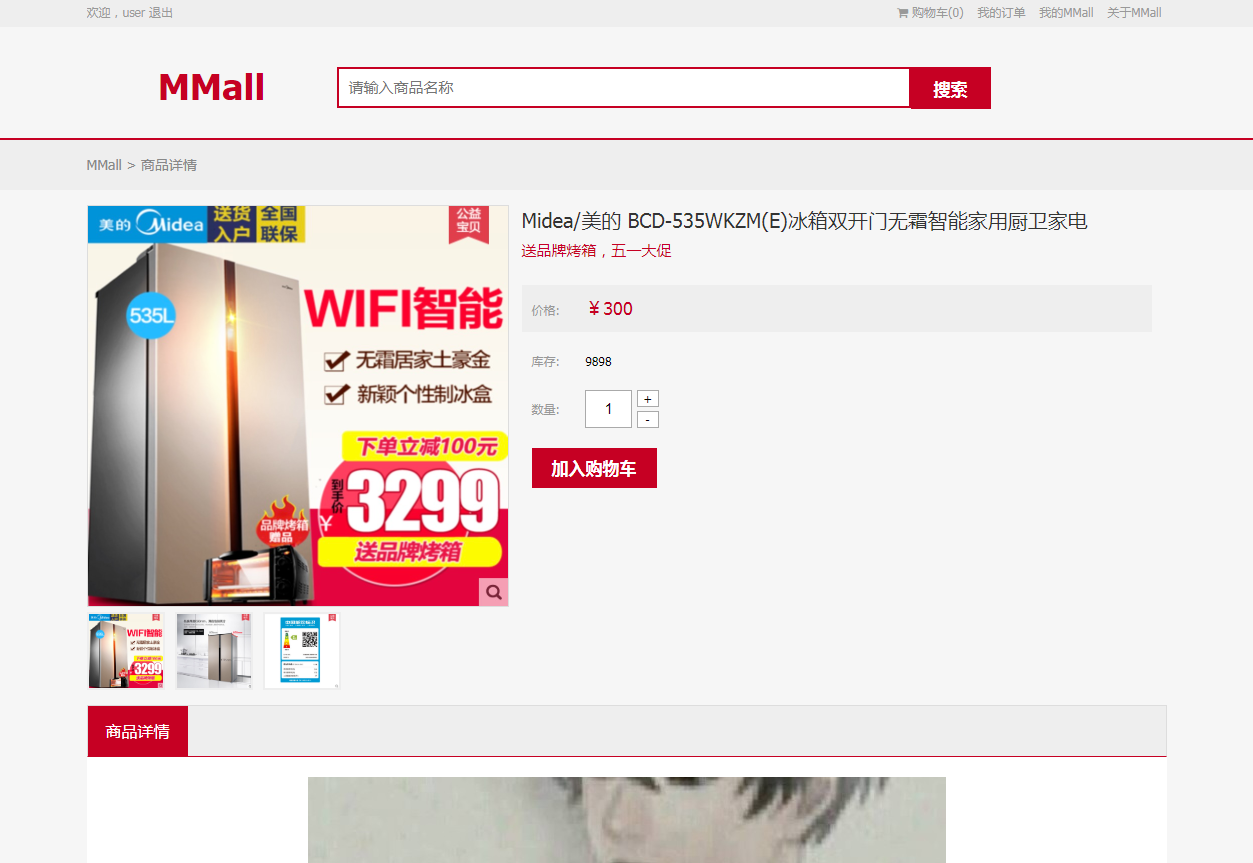 欢迎，user 退出
购物车(0) 我的订单 我的MMall 关于MMall
MMall
请输入商品名称
搜索
MMall > 商品详情
美的 Midea
送货入户
全国联保
公益宝贝
535L
WIFI智能
无霜居家土豪金
新颖个性制冰盒
下单立减100元
到手价
¥3299
品牌烤箱
赠品
送品牌烤箱
Midea/美的 BCD-535WKZM(E)冰箱双开门无霜智能家用厨卫家电
送品牌烤箱，五一大促
价格: ￥300
库存: 9898
数量: 1
+
-
加入购物车
WIFI智能
3299
商品详情